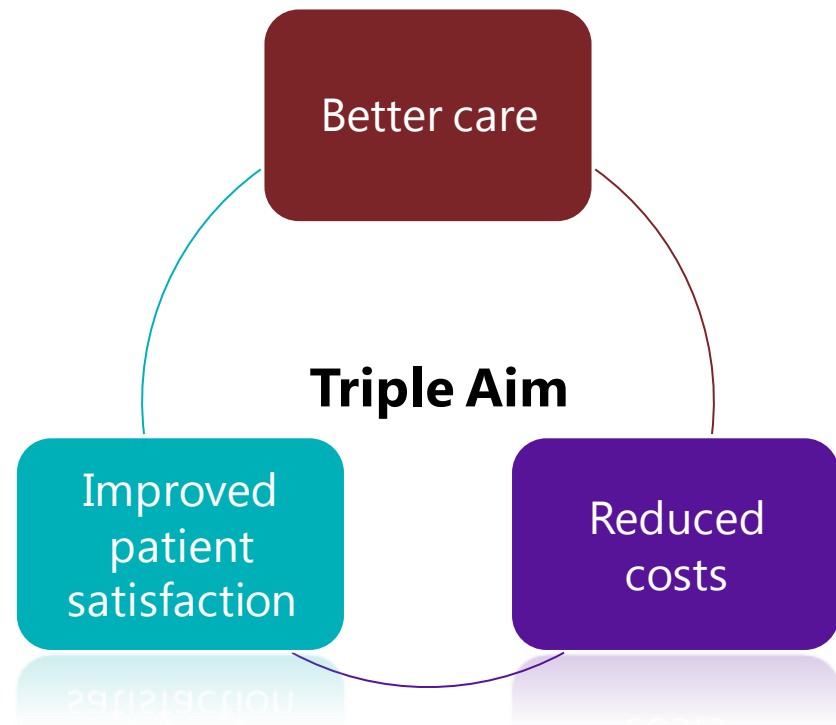 Better care
Triple Aim
Improved
patient
satisfaction
Reduced
costs